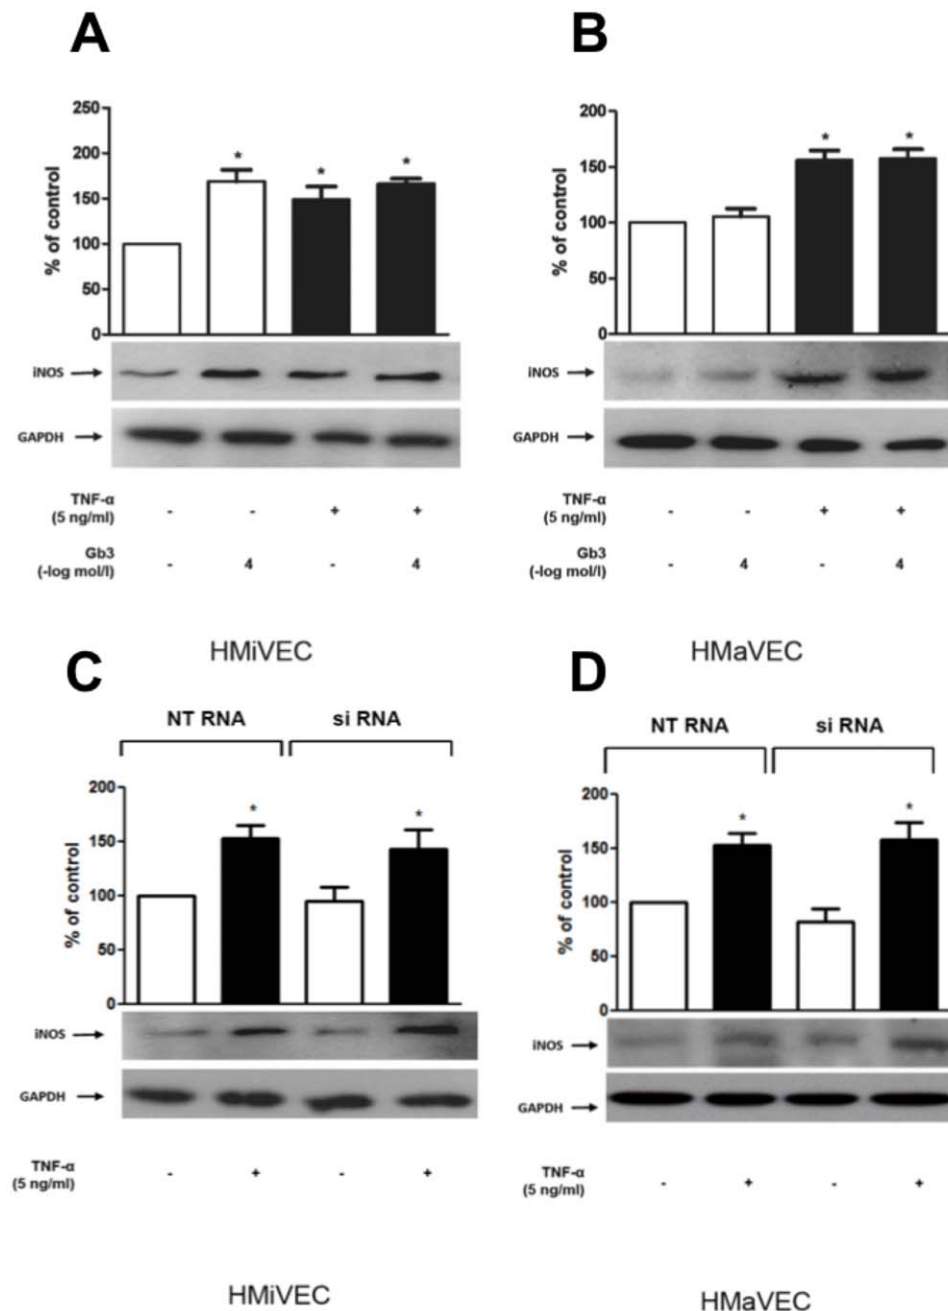 A
250
200
150
100
50
0
% of control
*
*
*
iNOS
GAPDH
TNF-α
(5 ng/ml)
-
-
+
+
Gb3
(-log mol/l)
-
4
-
4
HMiVEC
B
200
150
100
50
0
% of control
*
*
iNOS
GAPDH
TNF-α
(5 ng/ml)
-
-
+
+
Gb3
(-log mol/l)
-
4
-
4
HMaVEC
C
NT RNA
si RNA
200
150
100
50
0
% of control
*
*
iNOS
GAPDH
TNF-α
(5 ng/ml)
-
+
-
+
HMiVEC
D
NT RNA
si RNA
200
150
100
50
0
% of control
*
*
iNOS
GAPDH
TNF-α
(5 ng/ml)
-
+
-
+
HMaVEC